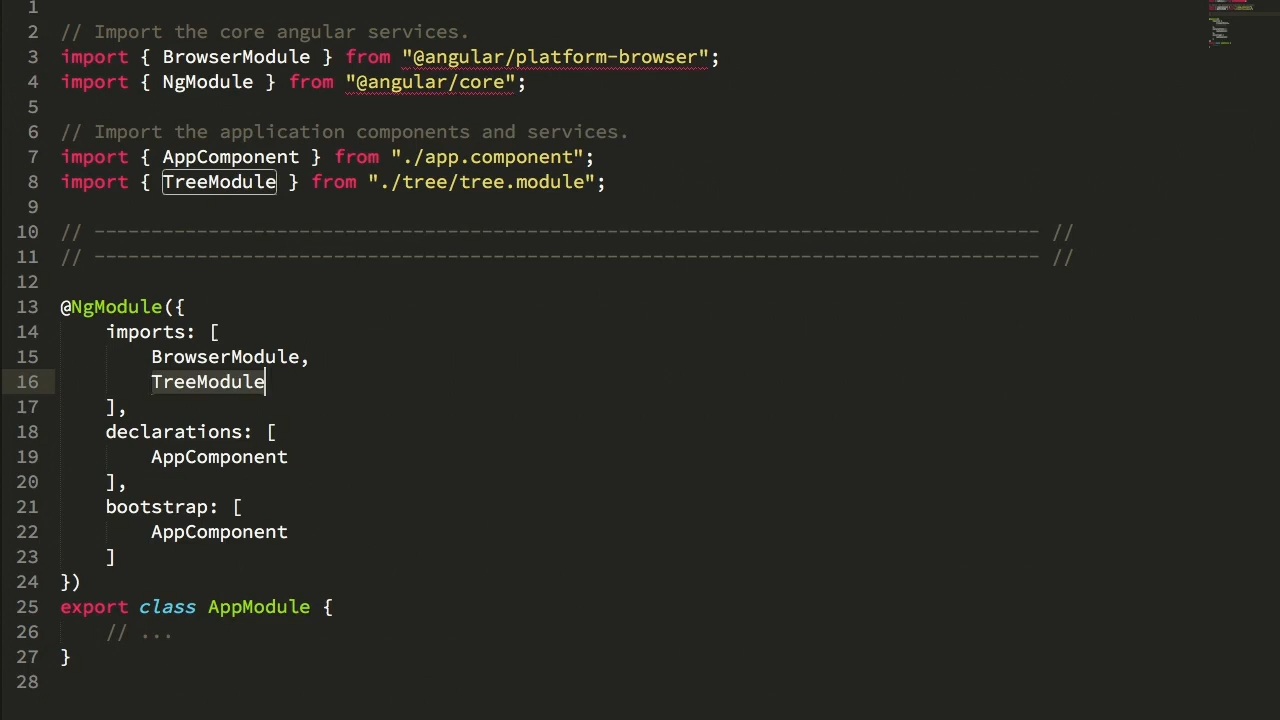 1
2 // Import the core angular services.
3 import { BrowserModule } from "@angular/platform-browser";
4 import { NgModule } from "@angular/core";
5
6 // Import the application components and services.
7 import { AppComponent } from "./app.component";
8 import { TreeModule } from "./tree/tree.module";
9
10 // ----------------------------------------------------------------------------------- //
11 // ----------------------------------------------------------------------------------- //
12
13 @NgModule({
14     imports: [
15         BrowserModule,
16         TreeModule
17     ],
18     declarations: [
19         AppComponent
20     ],
21     bootstrap: [
22         AppComponent
23     ]
24 })
25 export class AppModule {
26     // ...
27 }
28